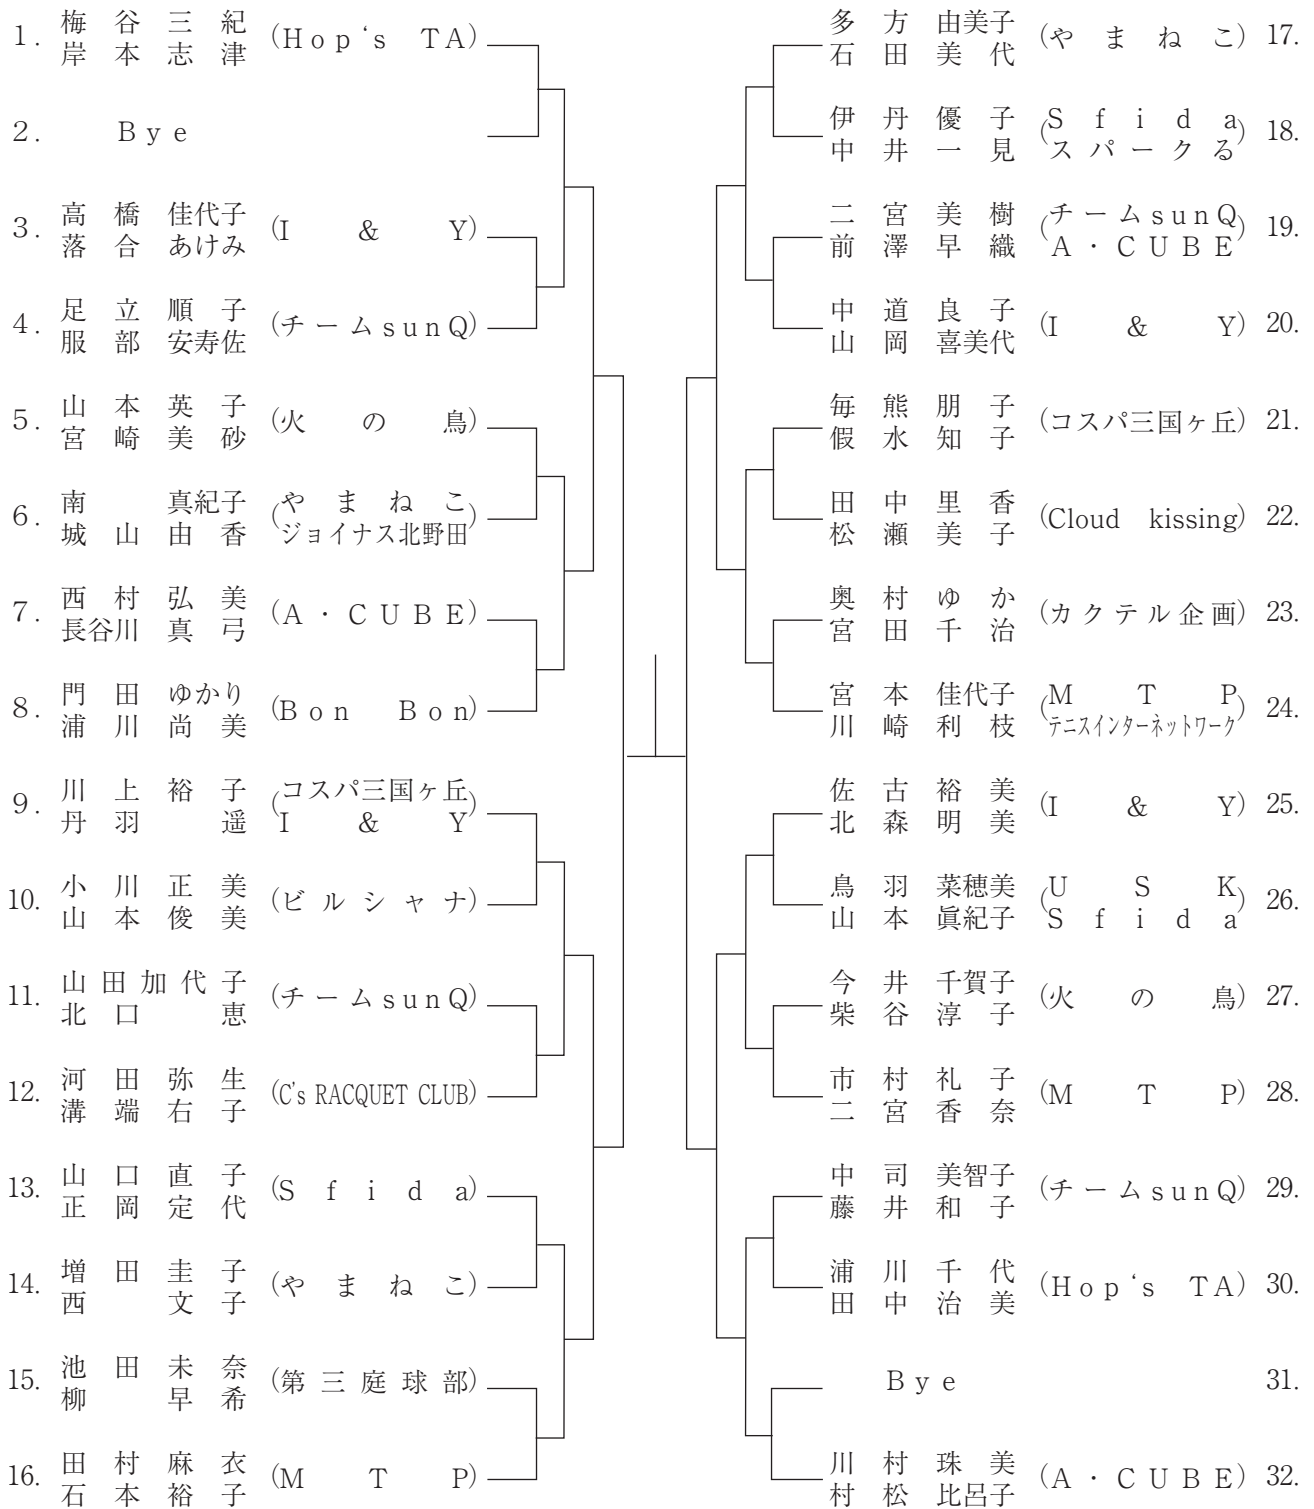 1. 梅谷三紀 (Hop‘s TA)
岸本志津
2. Bye
3. 高橋佳代子 (I & Y)
落合あけみ
4. 足立順子 (チームsunQ)
服部安寿佐
5. 山本英子 (火の鳥)
宮崎美砂
6. 南真紀子 (やまねこ
城山由香 ジョイナス北野田)
7. 西村弘美 (A・CUBE)
長谷川真弓
8. 門田ゆかり (Bon Bon)
浦川尚美
9. 川上裕子 (コスパ三国ヶ丘
丹羽遥 I & Y)
10. 小川正美 (ビルシャナ)
山本俊美
11. 山田加代子 (チームsunQ)
北口恵
12. 河田弥生 (C's RACQUET CLUB)
溝端右子
13. 山口直子 (Sfida)
正岡定代
14. 増田圭子 (やまねこ)
西文子
15. 池田未奈 (第三庭球部)
柳早希
16. 田村麻衣 (MTP)
石本裕子
多方由美子 (やまねこ) 17.
石田美代
伊丹優子 (Sfida 18.
中井一見 スパークる)
二宮美樹 (チームsunQ 19.
前澤早織 A・CUBE)
中道良子 (I & Y) 20.
山岡喜美代
毎熊朋子 (コスパ三国ヶ丘) 21.
假水知子
田中里香 (Cloud kissing) 22.
松瀬美子
奥村ゆか (カクテル企画) 23.
宮田千治
宮本佳代子 (MTP 24.
川崎利枝 テニスインターネットワーク)
佐古裕美 (I & Y) 25.
北森明美
鳥羽菜穂美 (USK 26.
山本眞紀子 Sfida)
今井千賀子 (火の鳥) 27.
柴谷淳子
市村礼子 (MTP) 28.
二宮香奈
中司美智子 (チームsunQ) 29.
藤井和子
浦川千代 (Hop‘s TA) 30.
田中治美
Bye 31.
川村珠美 (A・CUBE) 32.
村松比呂子